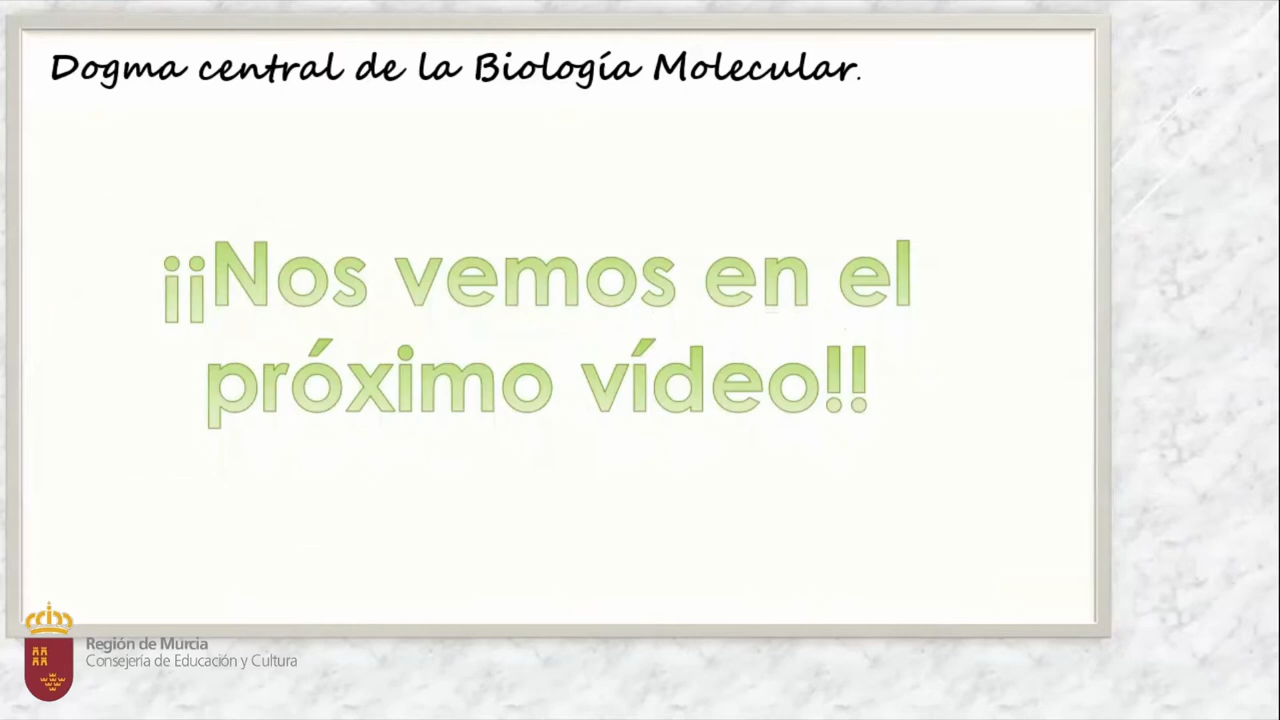 Dogma central de la Biología Molecular.
¡¡Nos vemos en el
próximo vídeo!!
Región de Murcia
Consejería de Educación y Cultura